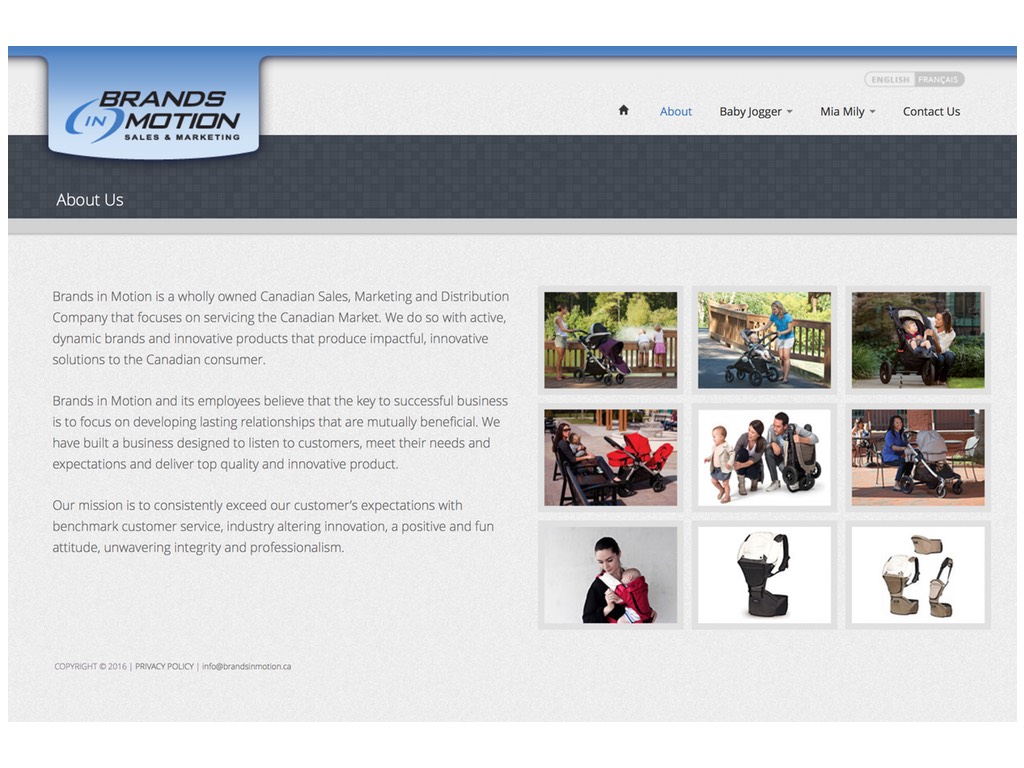 BRANDS
IN MOTION
SALES & MARKETING
ENGLISH FRANÇAIS
About Baby Jogger Mia Mily Contact Us
About Us
Brands in Motion is a wholly owned Canadian Sales, Marketing and Distribution
Company that focuses on servicing the Canadian Market. We do so with active,
dynamic brands and innovative products that produce impactful, innovative
solutions to the Canadian consumer.
Brands in Motion and its employees believe that the key to successful business
is to focus on developing lasting relationships that are mutually beneficial. We
have built a business designed to listen to customers, meet their needs and
expectations and deliver top quality and innovative product.
Our mission is to consistently exceed our customer’s expectations with
benchmark customer service, industry altering innovation, a positive and fun
attitude, unwavering integrity and professionalism.
COPYRIGHT © 2016 | PRIVACY POLICY | info@brandsinmotion.ca